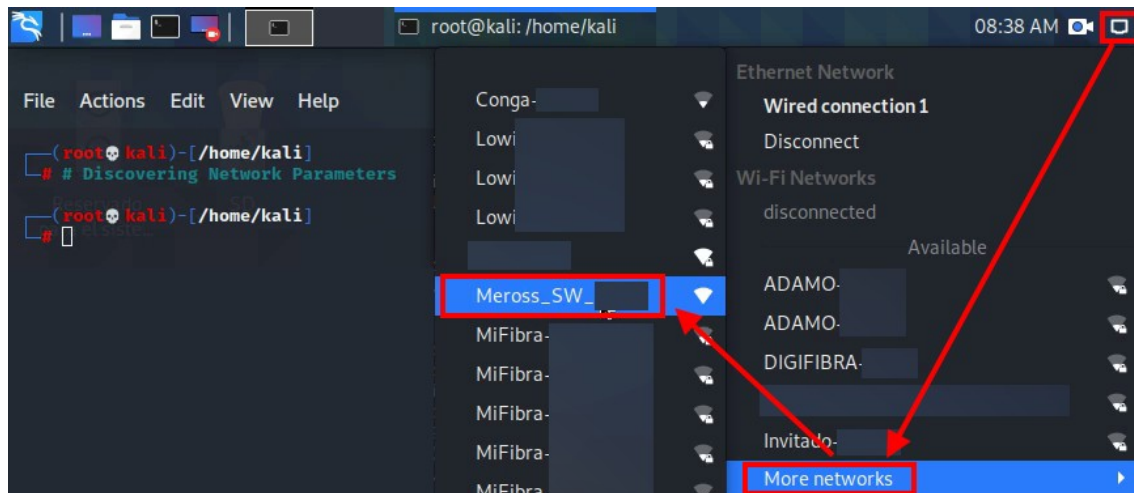 root@kali: /home/kali
08:38 AM
File Actions Edit View Help
┌──(root💀kali)-[/home/kali]
└─# # Discovering Network Parameters
┌──(root💀kali)-[/home/kali]
└─#
Conga-
Lowi
Lowi
Lowi
Meross_SW_
MiFibra-
MiFibra-
MiFibra-
MiFibra-
MiFibra
Ethernet Network
Wired connection 1
Disconnect
Wi-Fi Networks
disconnected
Available
ADAMO-
ADAMO-
DIGIFIBRA-
Invitado-
More networks